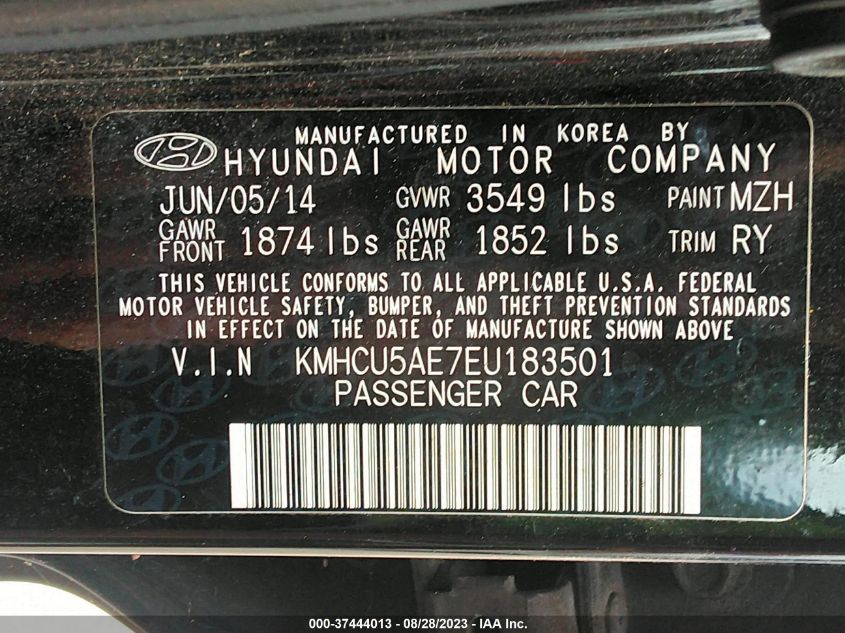 MANUFACTURED IN KOREA BY
HYUNDAI MOTOR COMPANY
JUN/05/14 GVWR 3549 lbs PAINT MZH
GAWR FRONT 1874 lbs GAWR REAR 1852 lbs TRIM RY
THIS VEHICLE CONFORMS TO ALL APPLICABLE U.S.A. FEDERAL
MOTOR VEHICLE SAFETY, BUMPER, AND THEFT PREVENTION STANDARDS
IN EFFECT ON THE DATE OF MANUFACTURE SHOWN ABOVE
V.I.N KMHCU5AE7EU183501
PASSENGER CAR
000-37444013 / 08/28/2023 - IAA Inc.